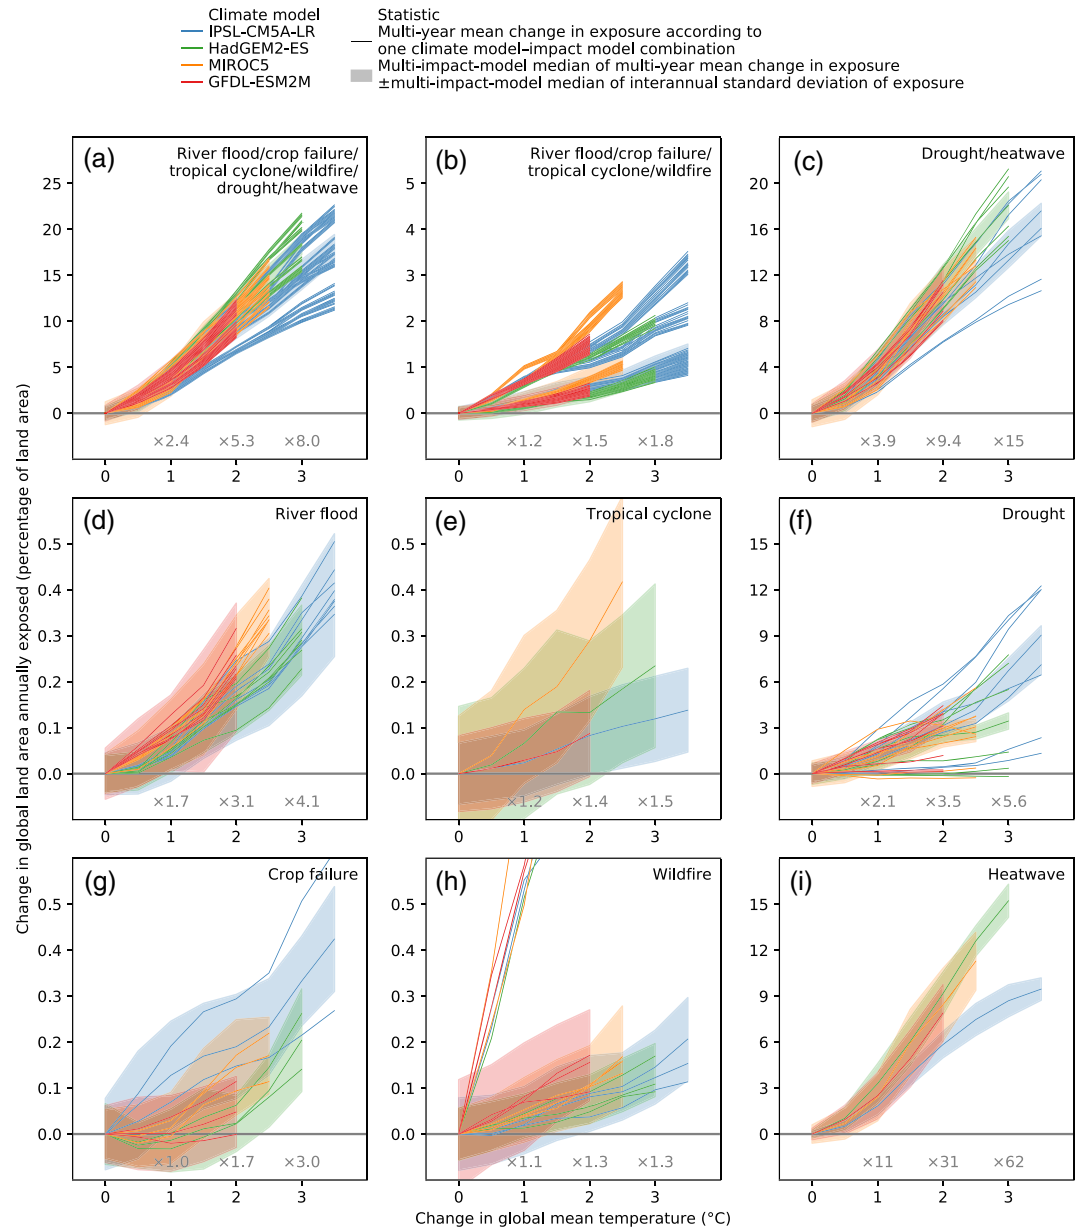 Climate model
IPSL-CM5A-LR
HadGEM2-ES
MIROC5
GFDL-ESM2M
Statistic
Multi-year mean change in exposure according to
one climate model–impact model combination
Multi-impact-model median of multi-year mean change in exposure
±multi-impact-model median of interannual standard deviation of exposure
Change in global land area annually exposed (percentage of land area)
(a)
River flood/crop failure/
tropical cyclone/wildfire/
drought/heatwave
25
20
15
10
5
0
×2.4 ×5.3 ×8.0
0 1 2 3
(b)
River flood/crop failure/
tropical cyclone/wildfire
5
4
3
2
1
0
×1.2 ×1.5 ×1.8
0 1 2 3
(c)
Drought/heatwave
20
16
12
8
4
0
×3.9 ×9.4 ×15
0 1 2 3
(d)
River flood
0.5
0.4
0.3
0.2
0.1
0.0
×1.7 ×3.1 ×4.1
0 1 2 3
(e)
Tropical cyclone
0.5
0.4
0.3
0.2
0.1
0.0
×1.2 ×1.4 ×1.5
0 1 2 3
(f)
Drought
15
12
9
6
3
0
×2.1 ×3.5 ×5.6
0 1 2 3
(g)
Crop failure
0.5
0.4
0.3
0.2
0.1
0.0
×1.0 ×1.7 ×3.0
0 1 2 3
(h)
Wildfire
0.5
0.4
0.3
0.2
0.1
0.0
×1.1 ×1.3 ×1.3
0 1 2 3
(i)
Heatwave
15
12
9
6
3
0
×11 ×31 ×62
0 1 2 3
Change in global mean temperature (°C)